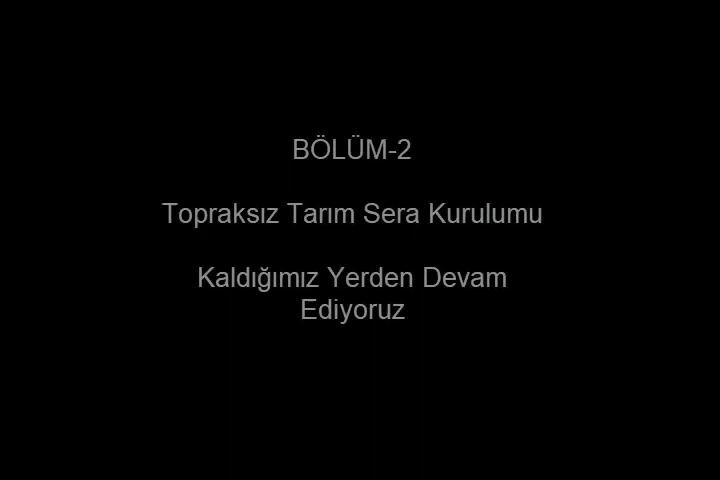 BÖLÜM-2
Topraksız Tarım Sera Kurulumu
Kaldığımız Yerden Devam
Ediyoruz